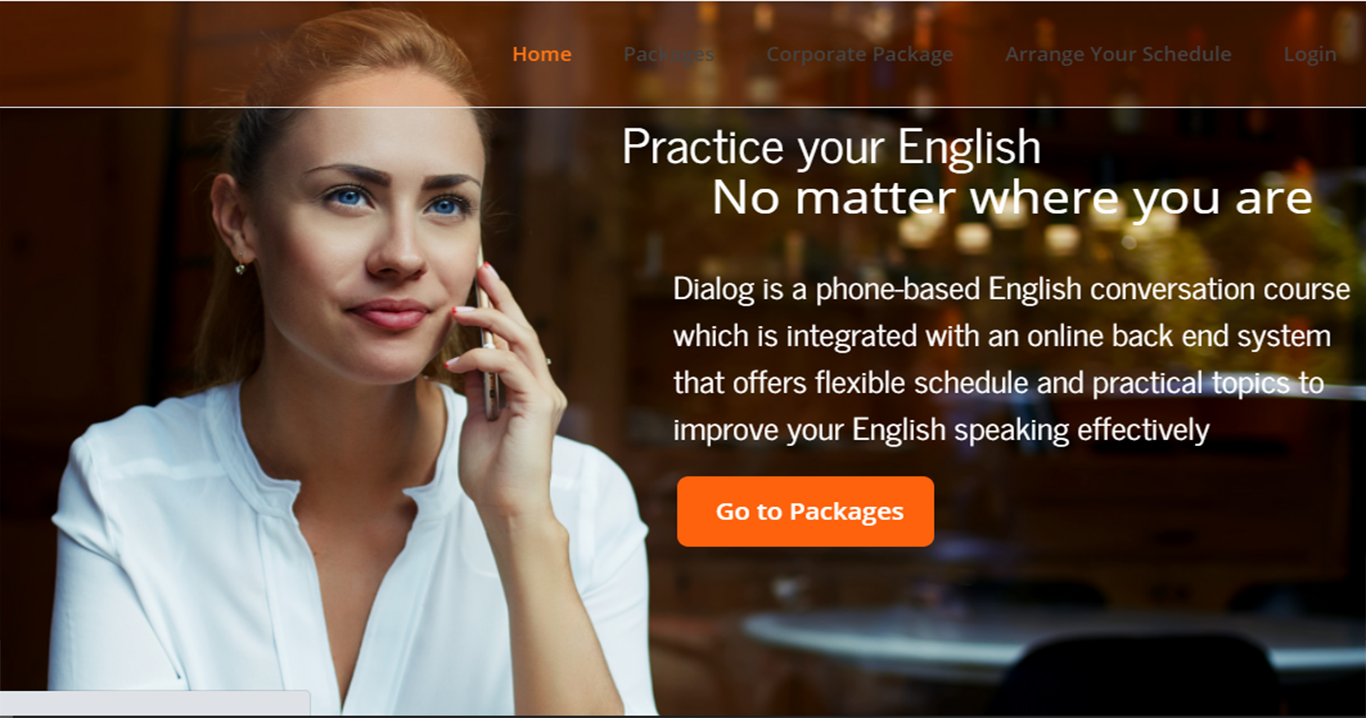 Home Packages Corporate Package Arrange Your Schedule Login
Practice your English
No matter where you are
Dialog is a phone-based English conversation course
which is integrated with an online back end system
that offers flexible schedule and practical topics to
improve your English speaking effectively
Go to Packages